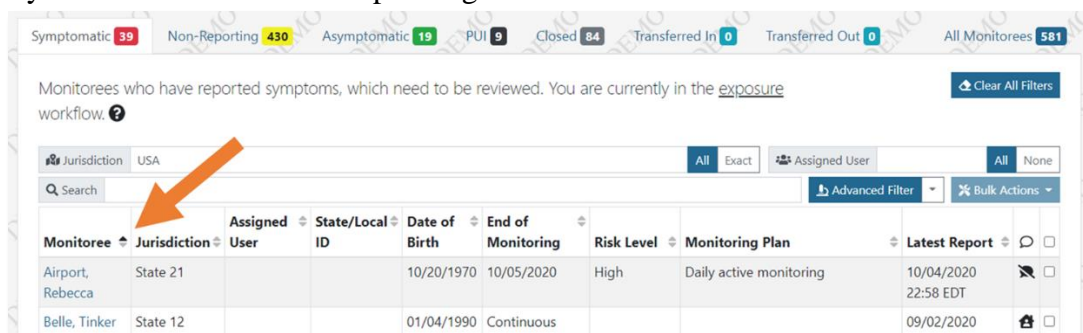 Symptomatic 39 Non-Reporting 430 Asymptomatic 19 PUI 9 Closed 84 Transferred In 0 Transferred Out 0 All Monitorees 581
Monitorees who have reported symptoms, which need to be reviewed. You are currently in the exposure
workflow.
Clear All Filters
Jurisdiction USA All Exact Assigned User All None
Search Advanced Filter Bulk Actions
Monitoree Jurisdiction Assigned User State/Local ID Date of Birth End of Monitoring Risk Level Monitoring Plan Latest Report
Airport, Rebecca State 21 10/20/1970 10/05/2020 High Daily active monitoring 10/04/2020 22:58 EDT
Belle, Tinker State 12 01/04/1990 Continuous 09/02/2020